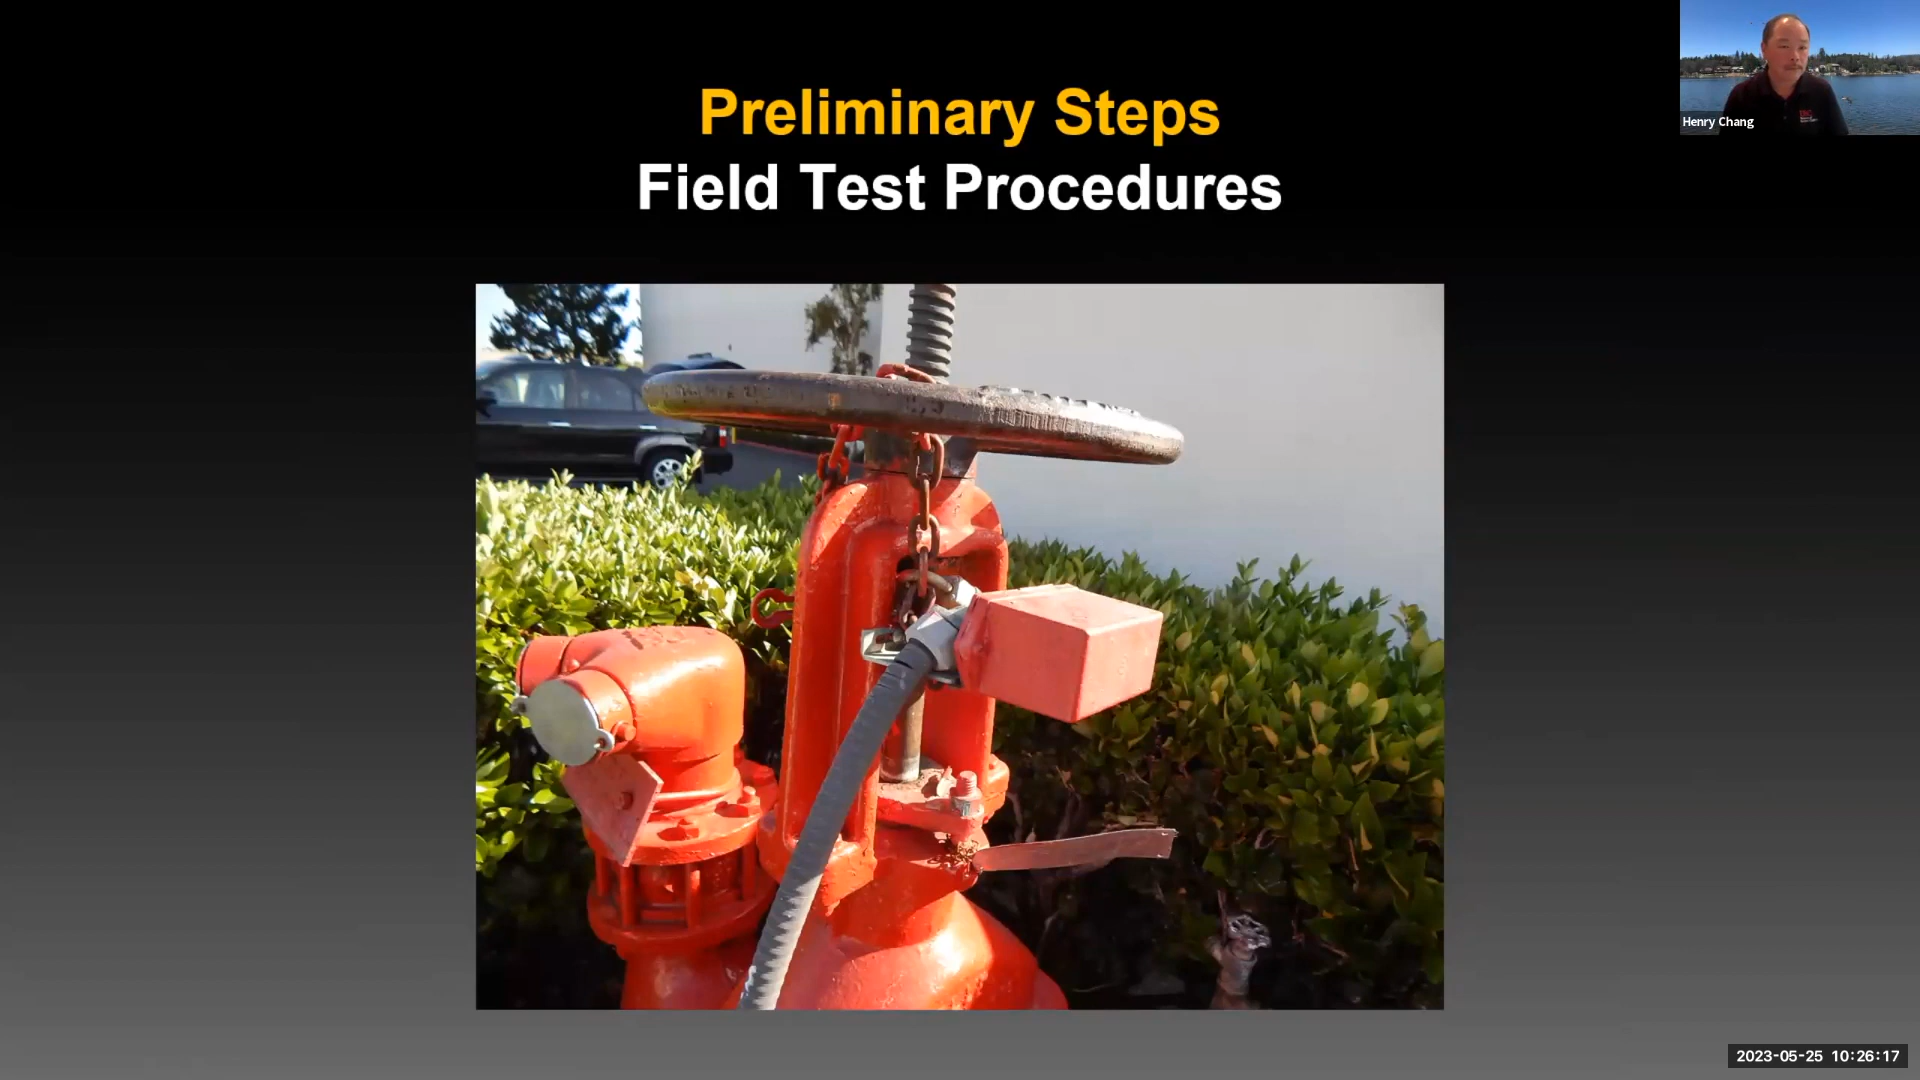 Preliminary Steps
Field Test Procedures
Henry Chang
2023-05-25 10:26:17